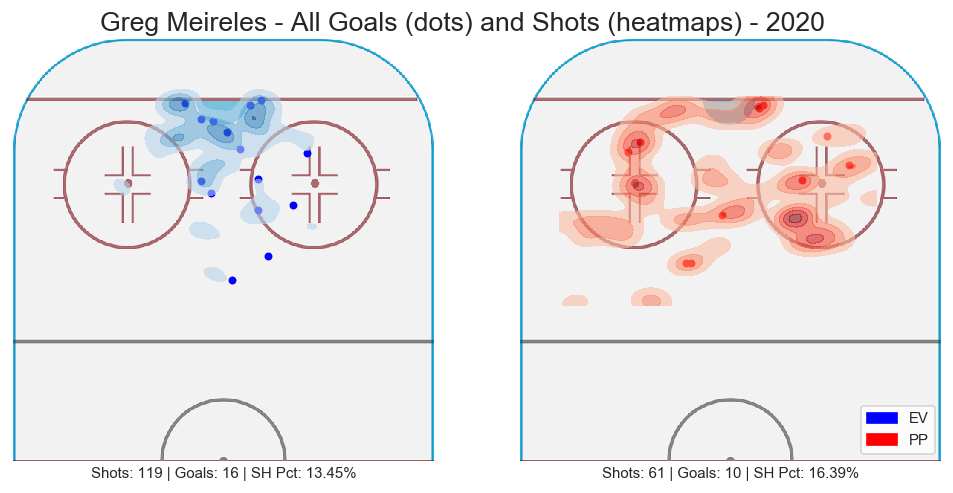 Greg Meireles - All Goals (dots) and Shots (heatmaps) - 2020
EV
PP
Shots: 119 | Goals: 16 | SH Pct: 13.45%
Shots: 61 | Goals: 10 | SH Pct: 16.39%